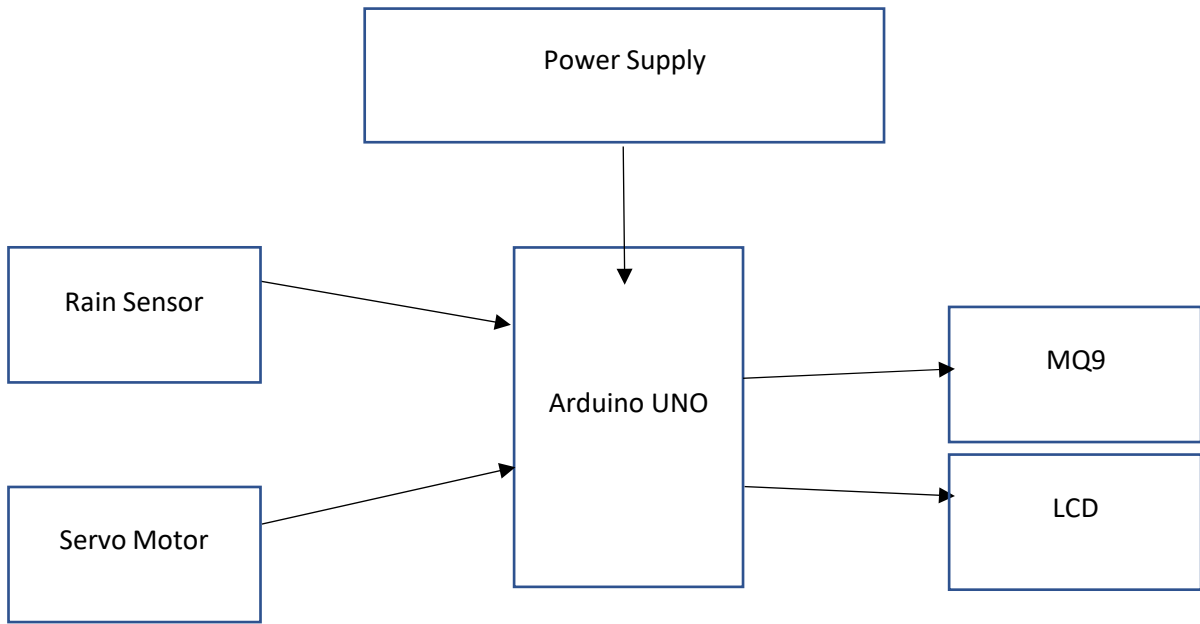 Power Supply
Rain Sensor
Arduino UNO
MQ9
Servo Motor
LCD